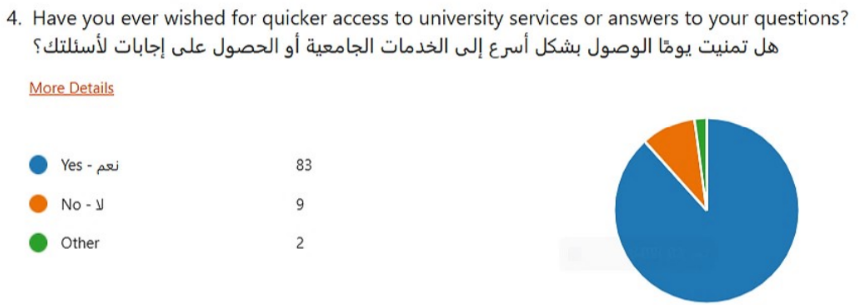 4. Have you ever wished for quicker access to university services or answers to your questions?
هل تمنيت يومًا الوصول بشكل أسرع إلى الخدمات الجامعية أو الحصول على إجابات لأسئلتك؟
More Details
Yes - نعم 83
No - لا 9
Other 2